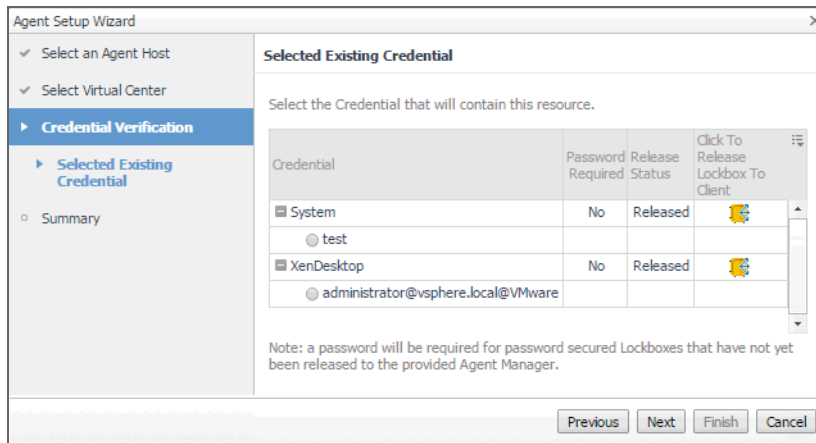 Agent Setup Wizard
Select an Agent Host
Select Virtual Center
Credential Verification
Selected Existing
Credential
Summary
Selected Existing Credential
Select the Credential that will contain this resource.
Credential
Password
Required
Release
Status
Click To
Release
Lockbox To
Client
System No Released
test
XenDesktop No Released
administrator@vsphere.local@VMware
Note: a password will be required for password secured Lockboxes that have not yet
been released to the provided Agent Manager.
Previous Next Finish Cancel